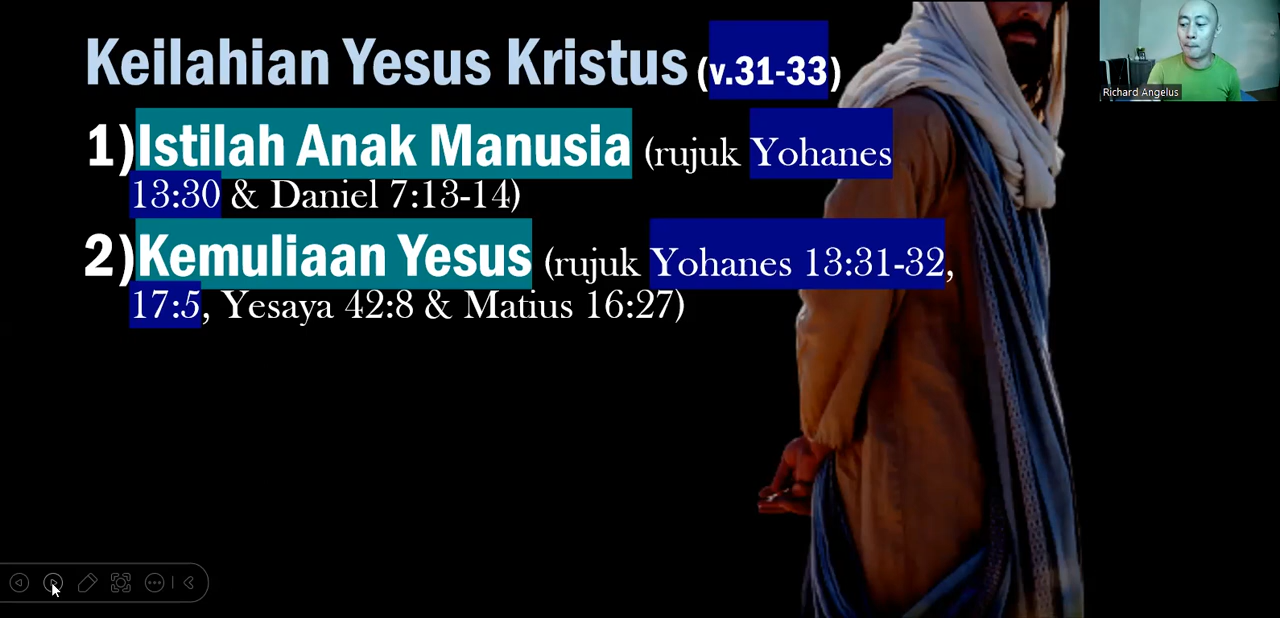 Keilahian Yesus Kristus (v.31-33)
1)Istilah Anak Manusia (rujuk Yohanes
13:30 & Daniel 7:13-14)
2)Kemuliaan Yesus (rujuk Yohanes 13:31-32,
17:5, Yesaya 42:8 & Matius 16:27)
Richard Angelus